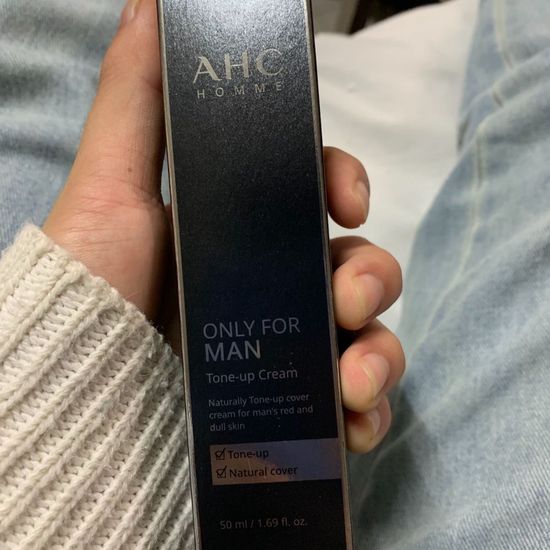 AHC
HOMME
ONLY FOR
MAN
Tone-up Cream
Naturally Tone-up cover
cream for man's red and
dull skin
Tone-up
Natural cover
50 ml / 1.69 fl. oz.